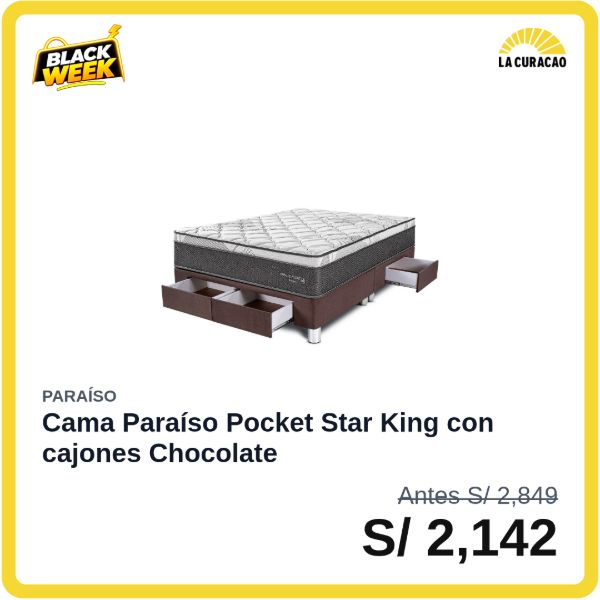 BLACK
WEEK
LA CURACAO
PARAÍSO
Cama Paraíso Pocket Star King con
cajones Chocolate
Antes S/ 2,849
S/ 2,142